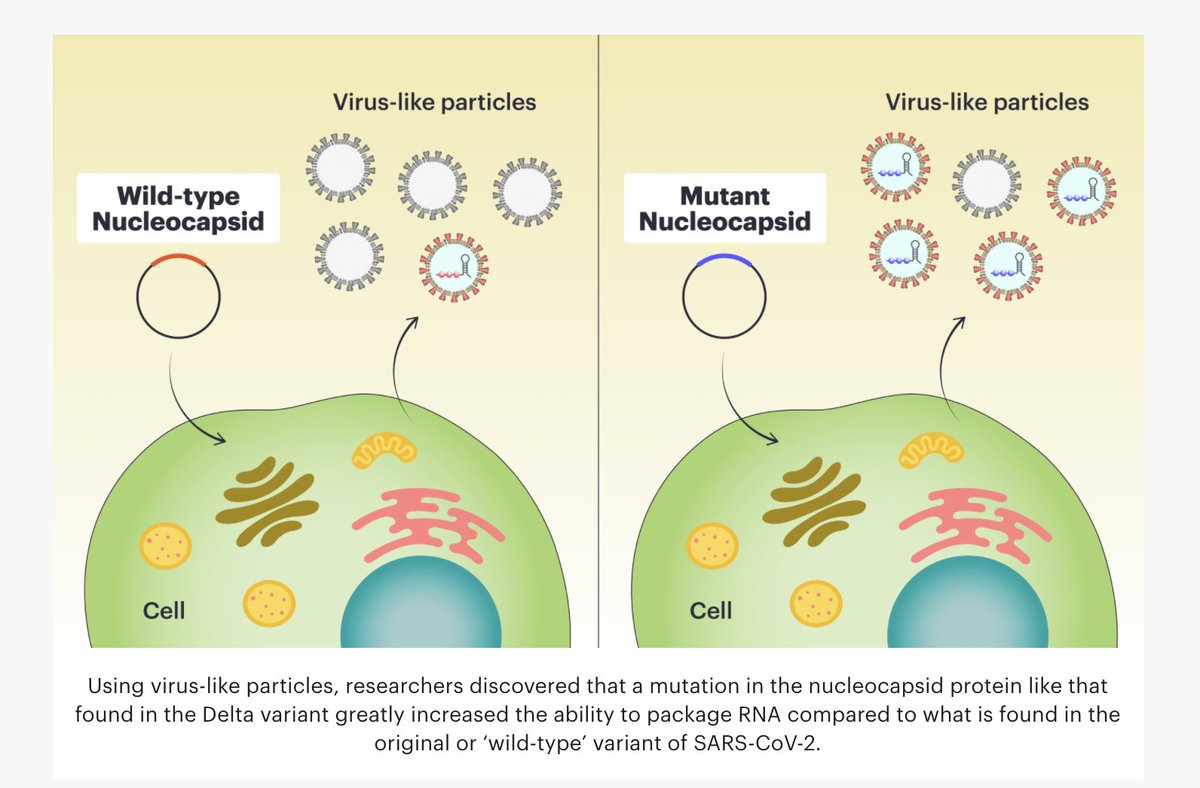 Virus-like particles
Wild-type
Nucleocapsid
Cell
Virus-like particles
Mutant
Nucleocapsid
Cell
Using virus-like particles, researchers discovered that a mutation in the nucleocapsid protein like that
found in the Delta variant greatly increased the ability to package RNA compared to what is found in the
original or ‘wild-type’ variant of SARS-CoV-2.